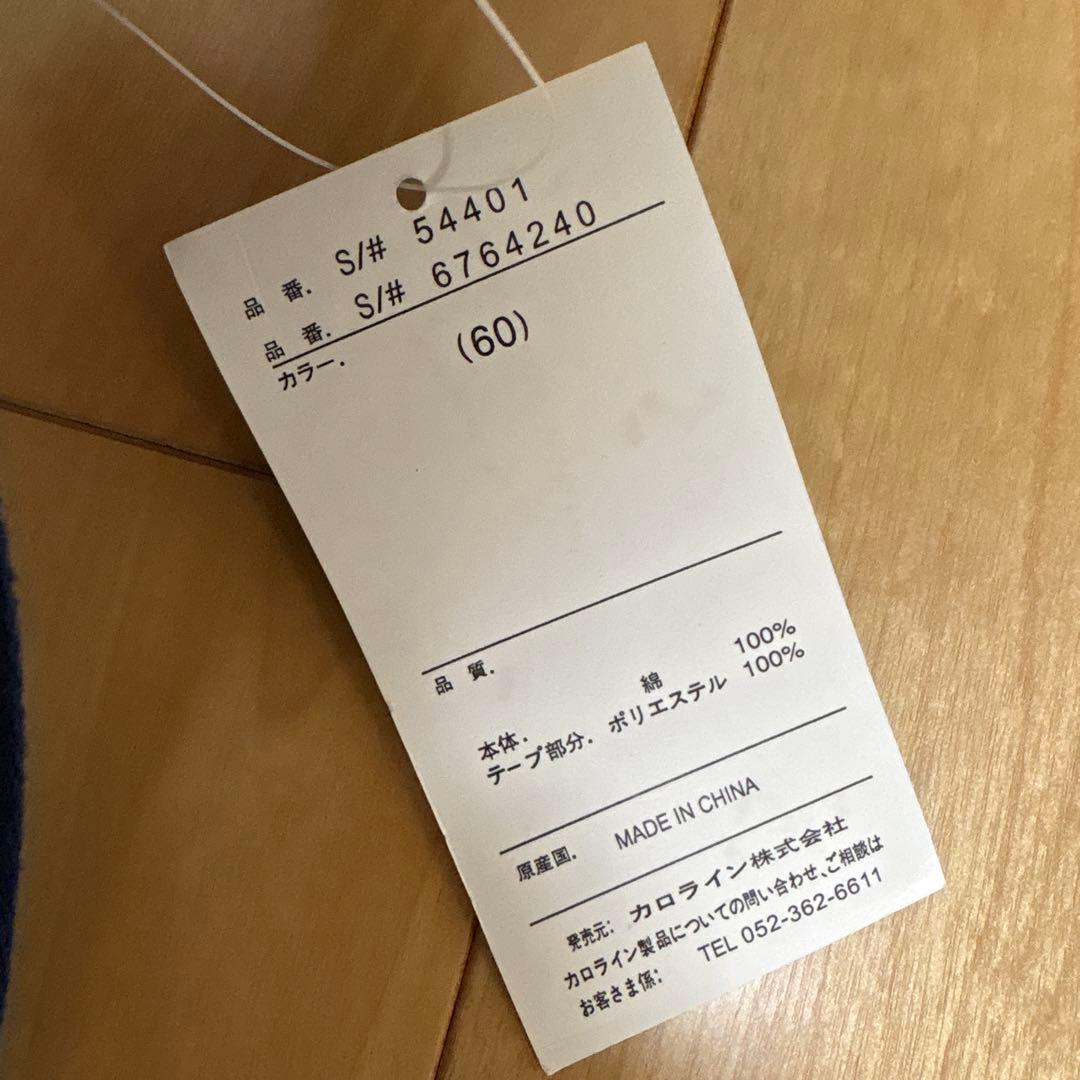 品 番. S/# 54401
品 番. S/# 6764240
カラー. (60)
品 質.
本体. 綿 100%
テープ部分. ポリエステル 100%
原産国. MADE IN CHINA
発売元: カロライン株式会社
カロライン製品についての問い合わせ、ご相談は
お客さま係: TEL 052-362-6611